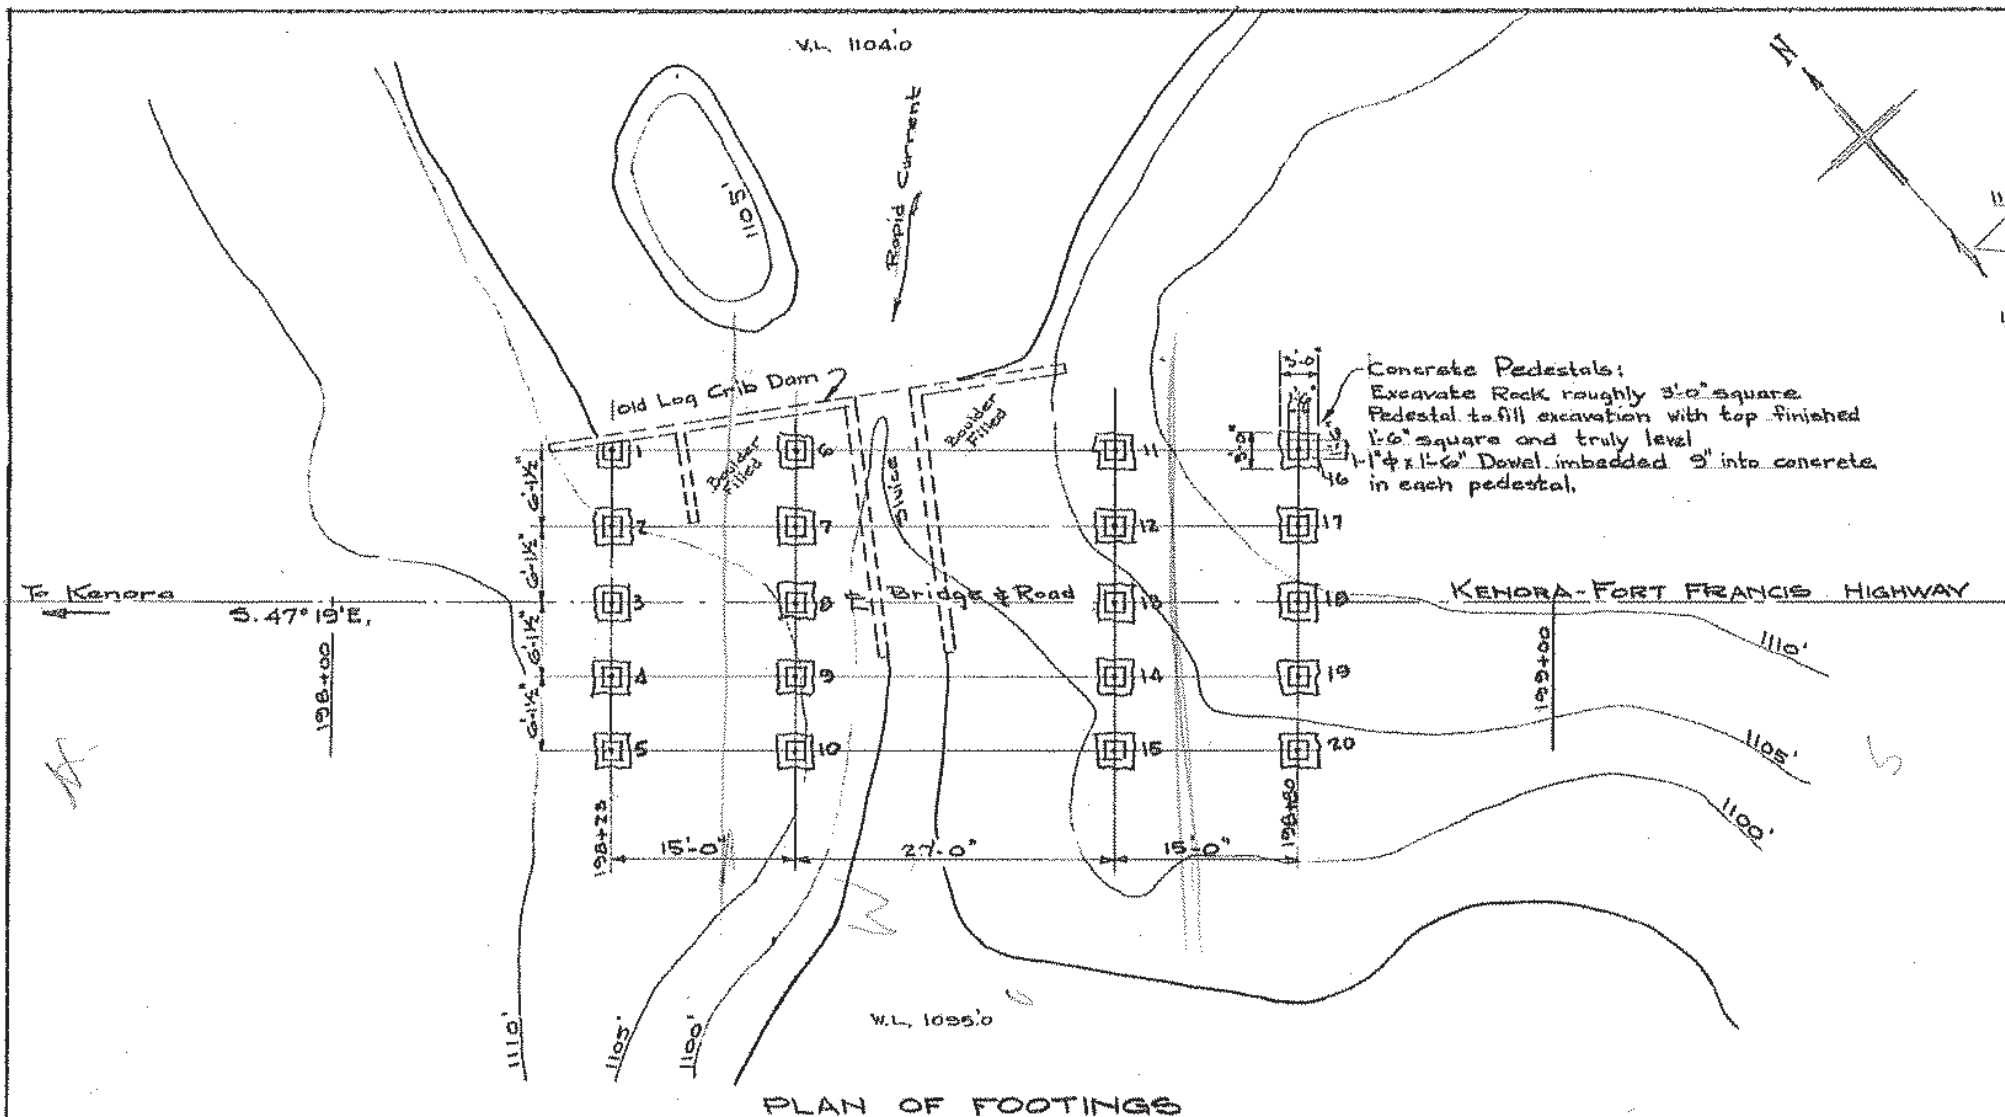 W.L. 1104.0
N
1105'
Rapid Current
Old Log Crib Dam
Boulder
Filled
Sluice
Boulder
Filled
3'-0"
1'-6"
3'-0"
1'-6"
Concrete Pedestals:
Excavate Rock roughly 3'-0" square
Pedestal to fill excavation with top finished
1'-6" square and truly level
1-1"ϕ x 1'-6" Dowel imbedded 9" into concrete
in each pedestal.
1 6 11 16
2 7 12 17
3 8 13 18
4 9 14 19
5 10 15 20
6'-1½"
6'-1½"
6'-1½"
6'-1½"
To Kenora
S. 47° 19' E.
℄ Bridge & Road
KENORA-FORT FRANCIS HIGHWAY
198+00
199+00
1110'
1105'
1100'
198+23
198+80
15'-0"
27'-0"
15'-0"
W.L. 1095.0
1110'
1105'
1100'
PLAN OF FOOTINGS